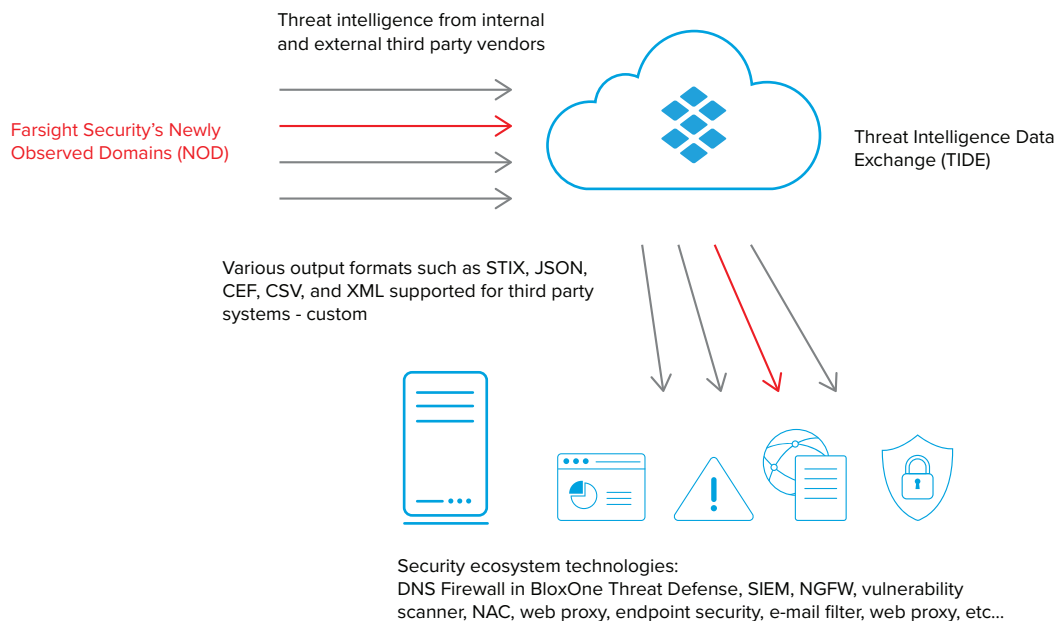 Threat intelligence from internal
and external third party vendors
Farsight Security's Newly
Observed Domains (NOD)
Threat Intelligence Data
Exchange (TIDE)
Various output formats such as STIX, JSON,
CEF, CSV, and XML supported for third party
systems - custom
Security ecosystem technologies:
DNS Firewall in BloxOne Threat Defense, SIEM, NGFW, vulnerability
scanner, NAC, web proxy, endpoint security, e-mail filter, web proxy, etc...